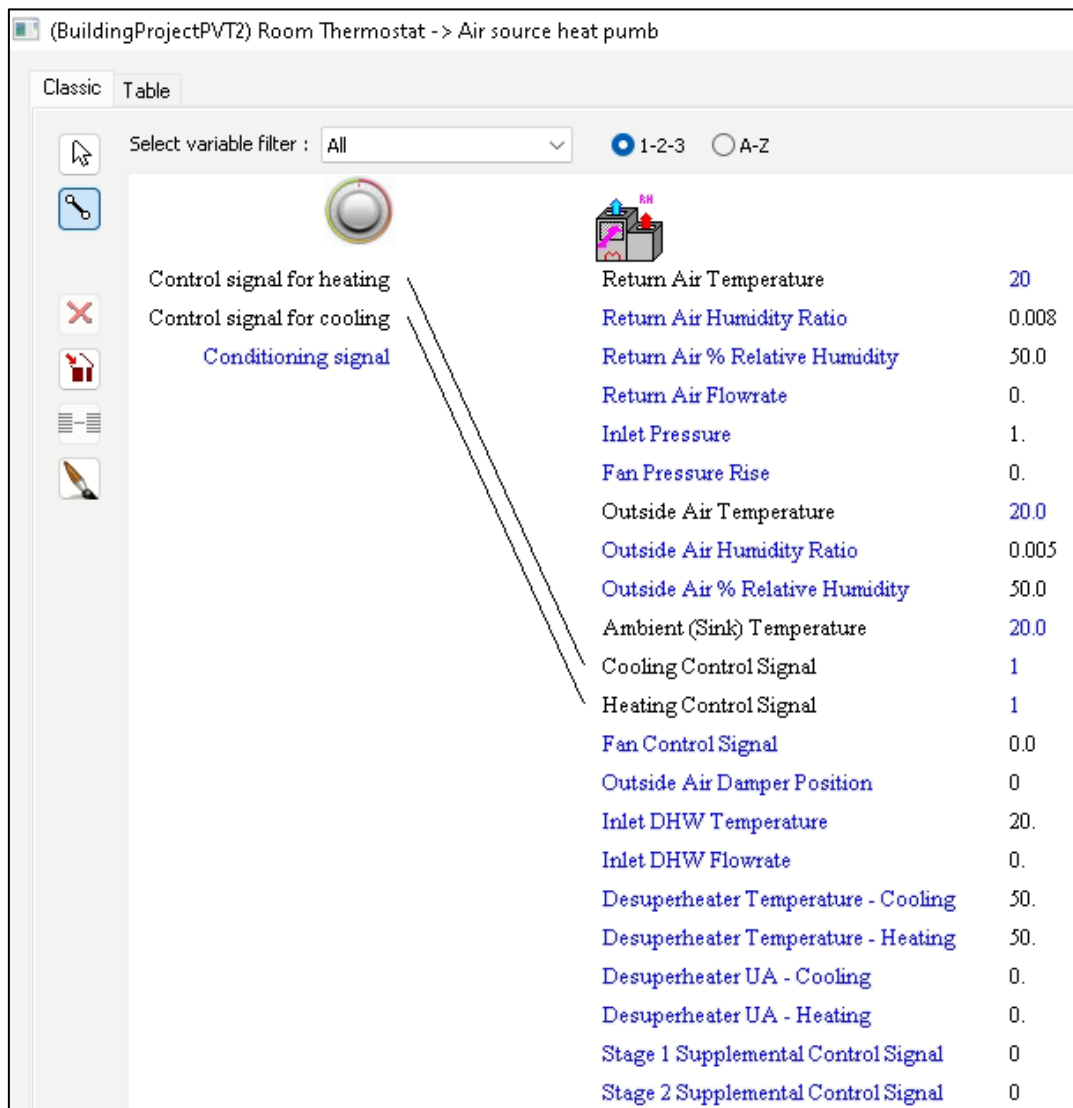 (BuildingProjectPVT2) Room Thermostat -> Air source heat pumb
Classic Table
Select variable filter : All 1-2-3 A-Z
RH
Control signal for heating Return Air Temperature 20
Control signal for cooling Return Air Humidity Ratio 0.008
Conditioning signal Return Air % Relative Humidity 50.0
Return Air Flowrate 0.
Inlet Pressure 1.
Fan Pressure Rise 0.
Outside Air Temperature 20.0
Outside Air Humidity Ratio 0.005
Outside Air % Relative Humidity 50.0
Ambient (Sink) Temperature 20.0
Cooling Control Signal 1
Heating Control Signal 1
Fan Control Signal 0.0
Outside Air Damper Position 0
Inlet DHW Temperature 20.
Inlet DHW Flowrate 0.
Desuperheater Temperature - Cooling 50.
Desuperheater Temperature - Heating 50.
Desuperheater UA - Cooling 0.
Desuperheater UA - Heating 0.
Stage 1 Supplemental Control Signal 0
Stage 2 Supplemental Control Signal 0